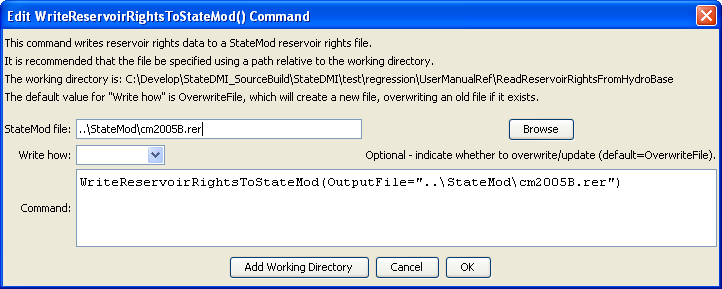 Edit WriteReservoirRightsToStateMod() Command
This command writes reservoir rights data to a StateMod reservoir rights file.
It is recommended that the file be specified using a path relative to the working directory.
The working directory is: C:\Develop\StateDMI_SourceBuild\StateDMI\test\regression\UserManualRef\ReadReservoirRightsFromHydroBase
The default value for "Write how" is OverwriteFile, which will create a new file, overwriting an old file if it exists.
StateMod file: ..\StateMod\cm2005B.rer Browse
Write how: Optional - indicate whether to overwrite/update (default=OverwriteFile).
Command: WriteReservoirRightsToStateMod(OutputFile="..\StateMod\cm2005B.rer")
Add Working Directory Cancel OK